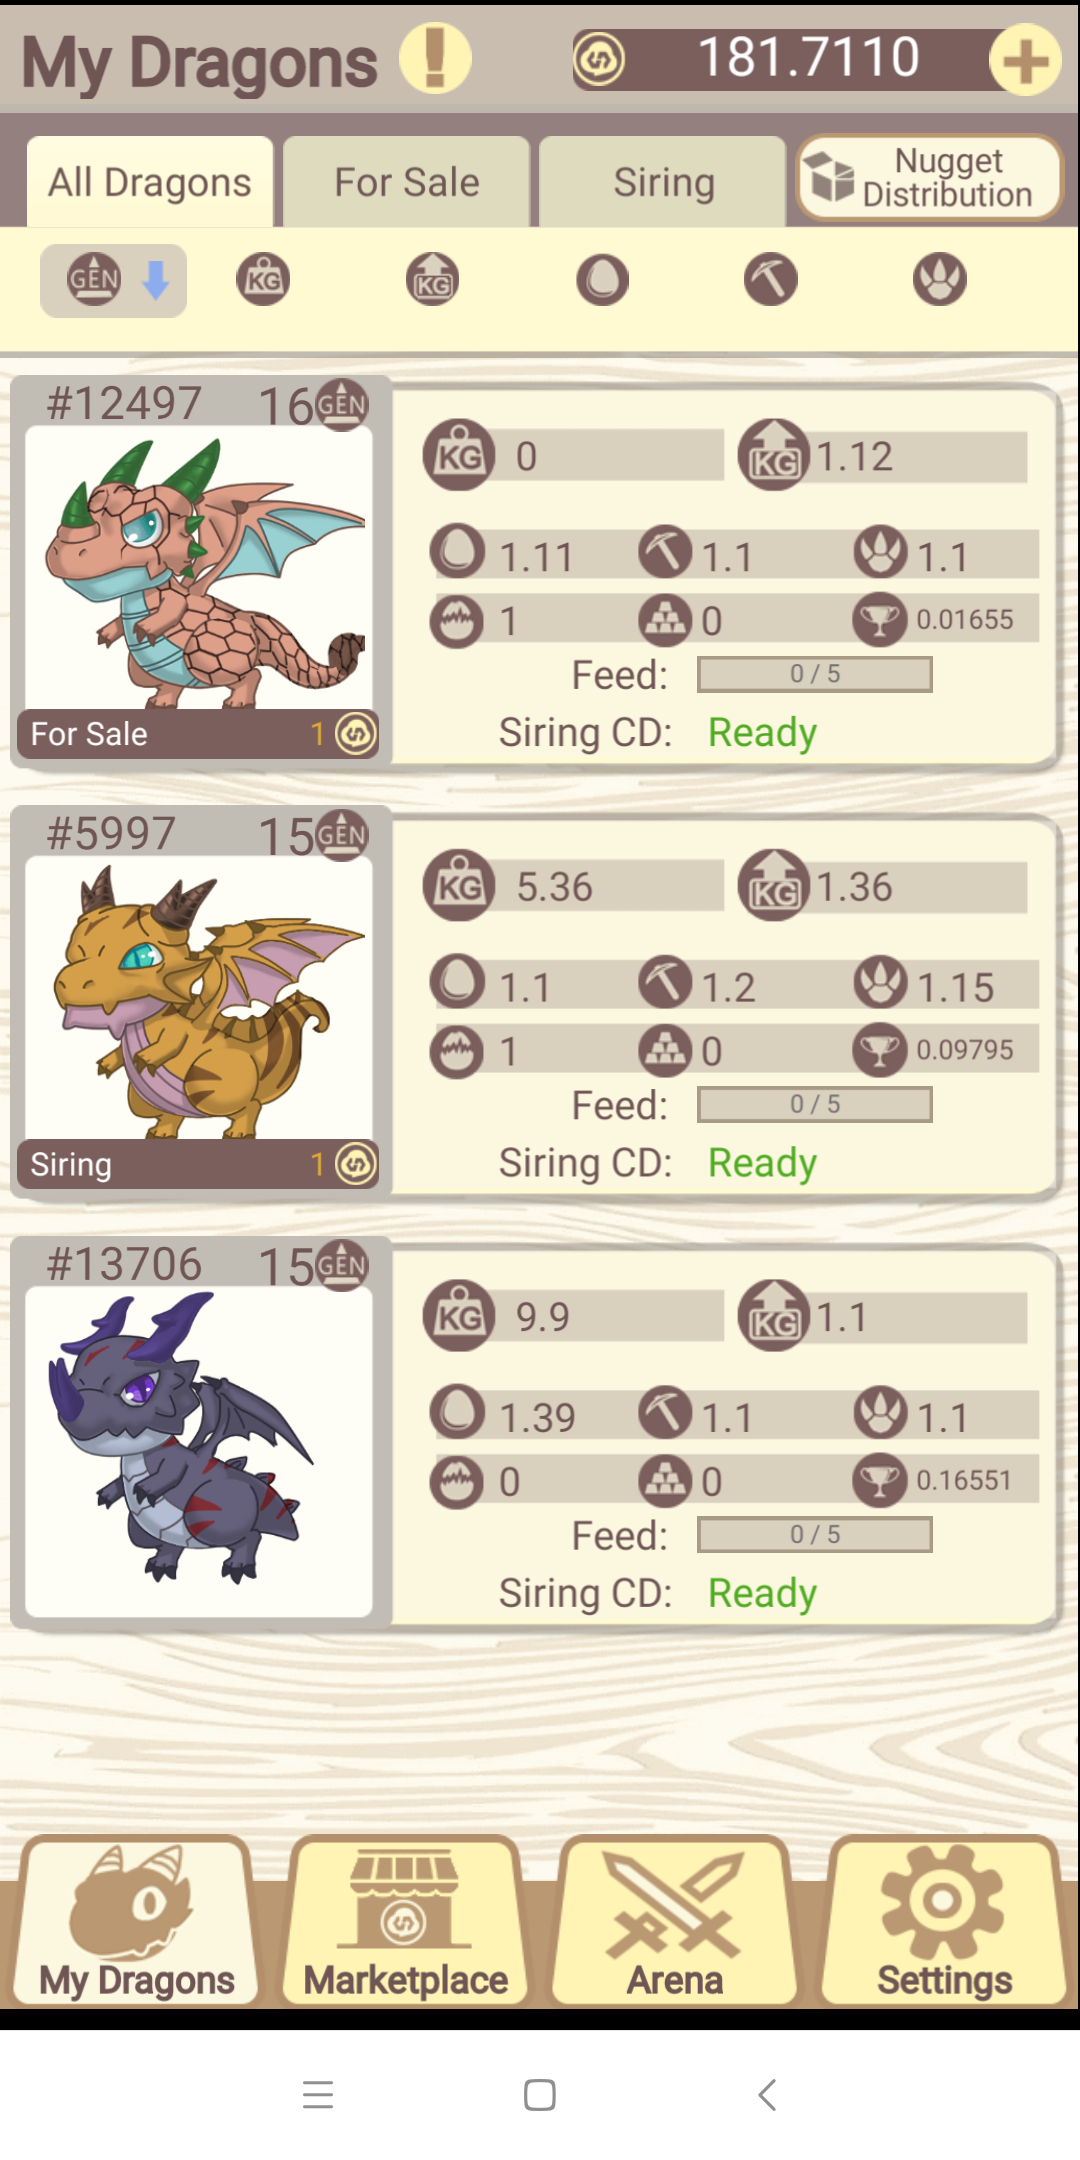 My Dragons ! 181.7110 +
All Dragons For Sale Siring Nugget Distribution
GEN KG KG
#12497 16 GEN
KG 0 KG 1.12
1.11 1.1 1.1
1 0 0.01655
Feed: 0 / 5
For Sale 1
Siring CD: Ready
#5997 15 GEN
KG 5.36 KG 1.36
1.1 1.2 1.15
1 0 0.09795
Feed: 0 / 5
Siring 1
Siring CD: Ready
#13706 15 GEN
KG 9.9 KG 1.1
1.39 1.1 1.1
0 0 0.16551
Feed: 0 / 5
Siring CD: Ready
My Dragons Marketplace Arena Settings